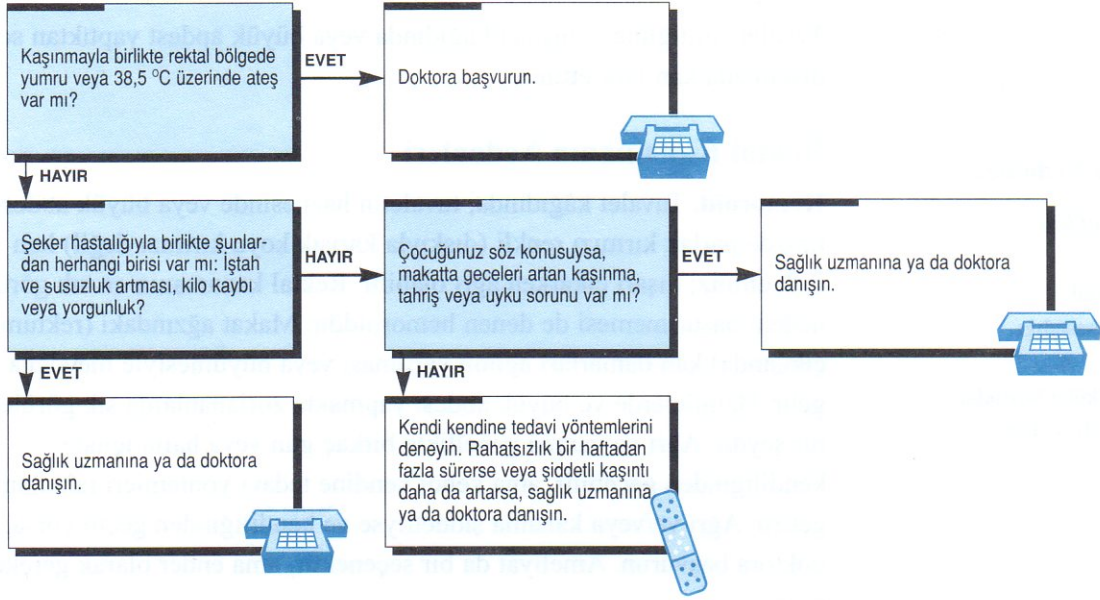 Kaşınmayla birlikte rektal bölgede
yumru veya 38,5 °C üzerinde ateş
var mı?
EVET
Doktora başvurun.
HAYIR
Şeker hastalığıyla birlikte şunlar-
dan herhangi birisi var mı: İştah
ve susuzluk artması, kilo kaybı
veya yorgunluk?
HAYIR
Çocuğunuz söz konusuysa,
makatta geceleri artan kaşınma,
tahriş veya uyku sorunu var mı?
EVET
Sağlık uzmanına ya da doktora
danışın.
EVET
Sağlık uzmanına ya da doktora
danışın.
HAYIR
Kendi kendine tedavi yöntemlerini
deneyin. Rahatsızlık bir haftadan
fazla sürerse veya şiddetli kaşıntı
daha da artarsa, sağlık uzmanına
ya da doktora danışın.